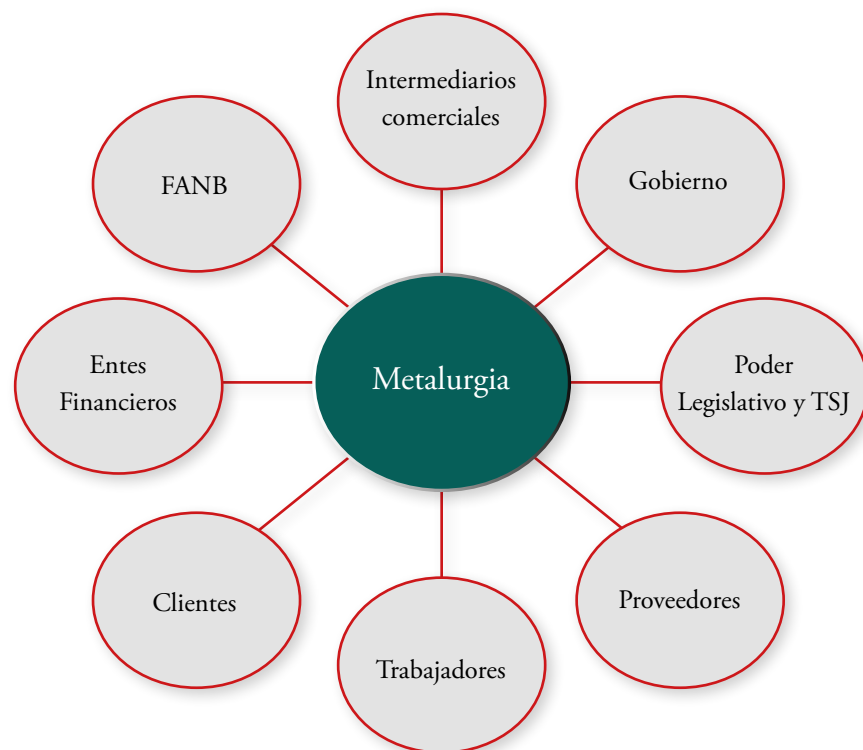 Intermediarios
comerciales
FANB
Gobierno
Entes
Financieros
Metalurgia
Poder
Legislativo y TSJ
Clientes
Proveedores
Trabajadores